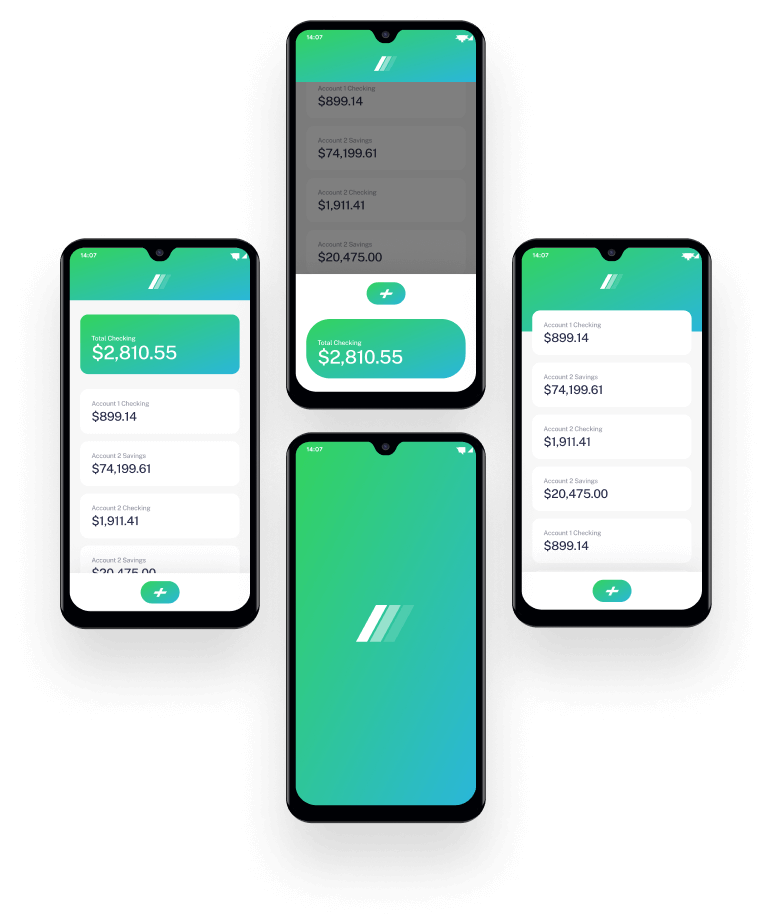 14:07
Account 1 Checking
$899.14
Account 2 Savings
$74,199.61
Account 2 Checking
$1,911.41
Account 2 Savings
$20,475.00
Total Checking
$2,810.55
14:07
Total Checking
$2,810.55
Account 1 Checking
$899.14
Account 2 Savings
$74,199.61
Account 2 Checking
$1,911.41
Account 2 Savings
$20,475.00
14:07
Account 1 Checking
$899.14
Account 2 Savings
$74,199.61
Account 2 Checking
$1,911.41
Account 2 Savings
$20,475.00
Account 1 Checking
$899.14
14:07